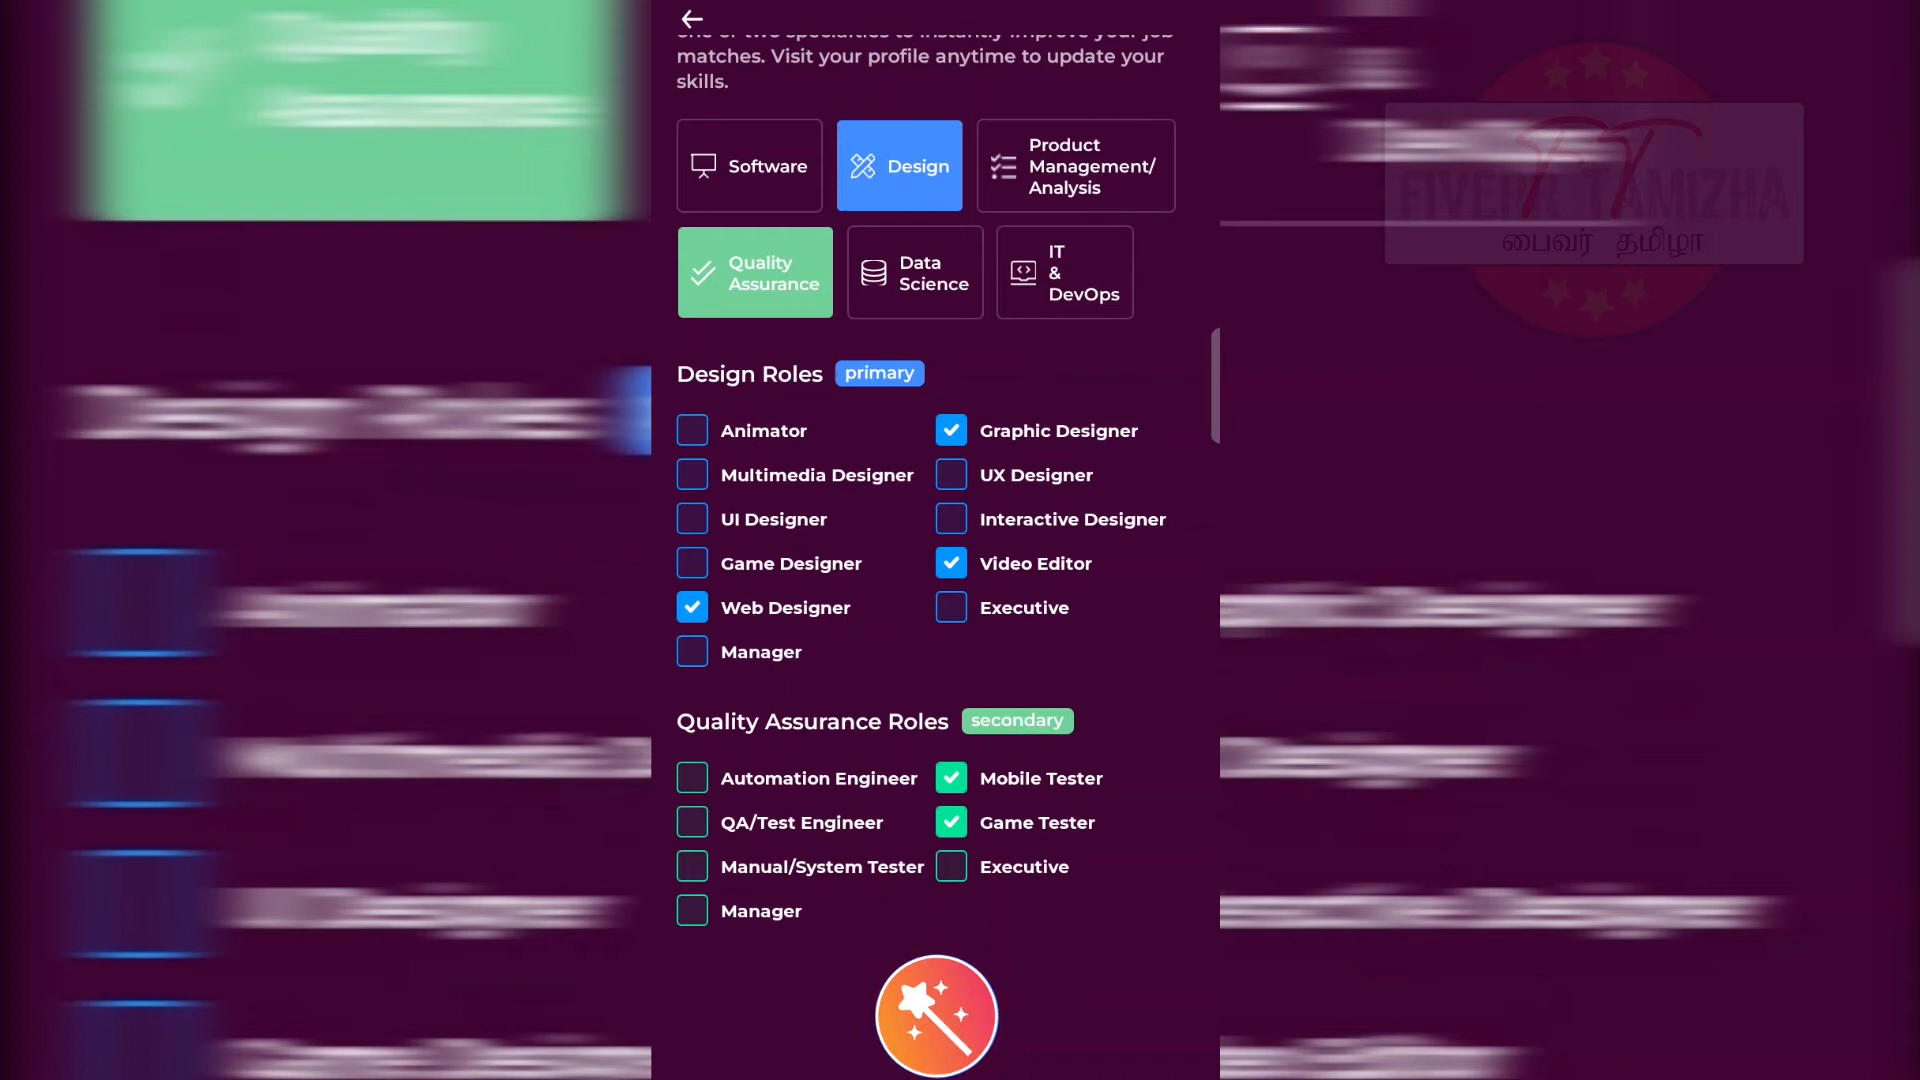 matches. Visit your profile anytime to update your
skills.
Software
Design
Product
Management/
Analysis
Quality
Assurance
Data
Science
IT
&
DevOps
Design Roles primary
Animator
Graphic Designer
Multimedia Designer
UX Designer
UI Designer
Interactive Designer
Game Designer
Video Editor
Web Designer
Executive
Manager
Quality Assurance Roles secondary
Automation Engineer
Mobile Tester
QA/Test Engineer
Game Tester
Manual/System Tester
Executive
Manager
FT
FIVERR TAMIZHA
பைவர் தமிழா